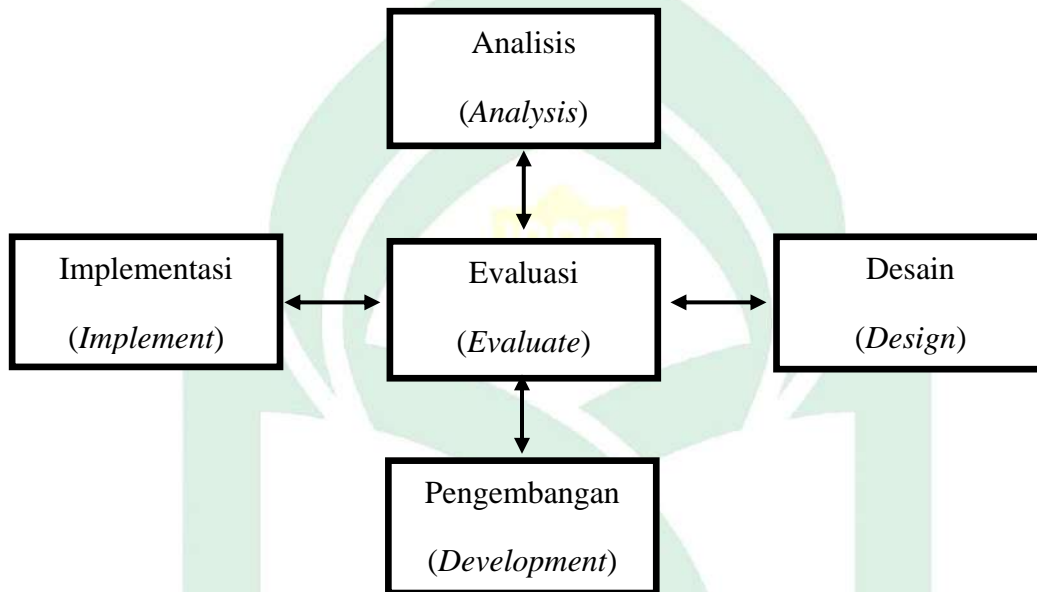 Analisis
(Analysis)
Implementasi
(Implement)
Evaluasi
(Evaluate)
Desain
(Design)
Pengembangan
(Development)